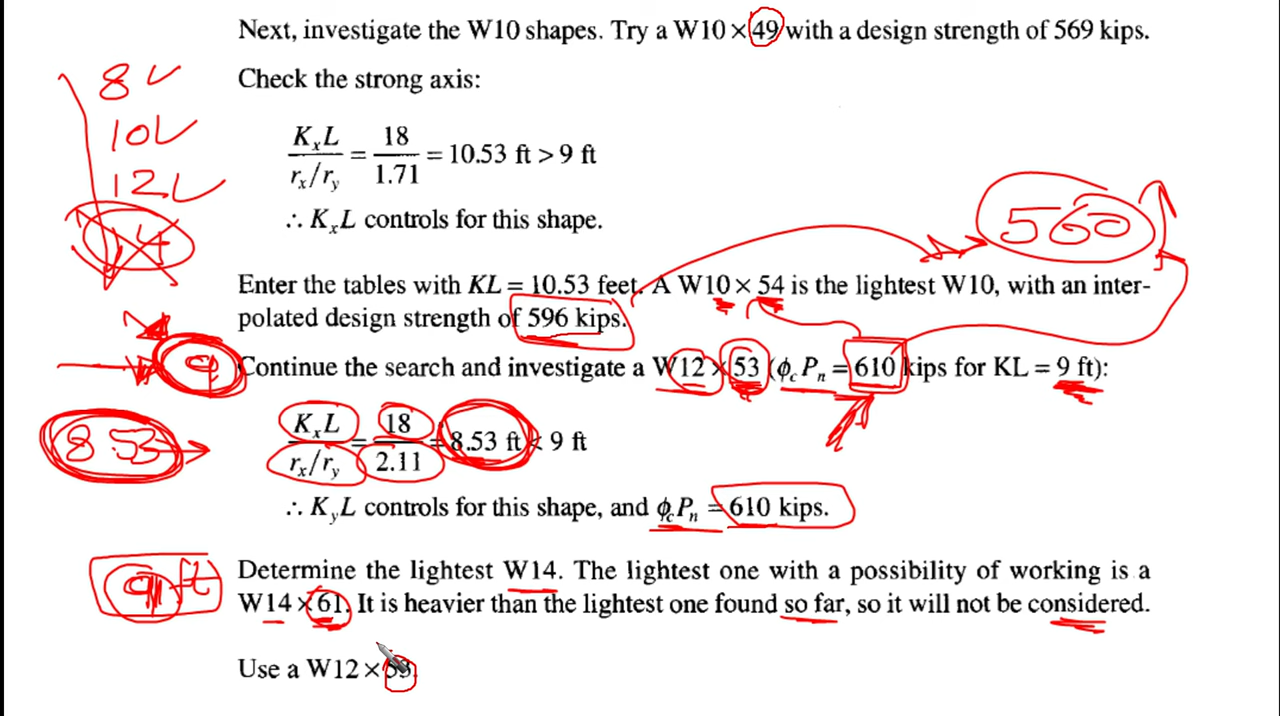 Next, investigate the W10 shapes. Try a W10 × 49 with a design strength of 569 kips.
8 ✓
10 ✓
12 ✓
14
Check the strong axis:
KₓL / (rₓ/rᵧ) = 18 / 1.71 = 10.53 ft > 9 ft
∴ KₓL controls for this shape.
560
Enter the tables with KL = 10.53 feet. A W10 × 54 is the lightest W10, with an inter-
polated design strength of 596 kips.
9
Continue the search and investigate a W12 × 53 (ϕ꜀Pₙ = 610 kips for KL = 9 ft):
8.53
KₓL / (rₓ/rᵧ) = 18 / 2.11 = 8.53 ft < 9 ft
∴ KᵧL controls for this shape, and ϕ꜀Pₙ = 610 kips.
9 ft
Determine the lightest W14. The lightest one with a possibility of working is a
W14 × 61. It is heavier than the lightest one found so far, so it will not be considered.
Use a W12 × 53.